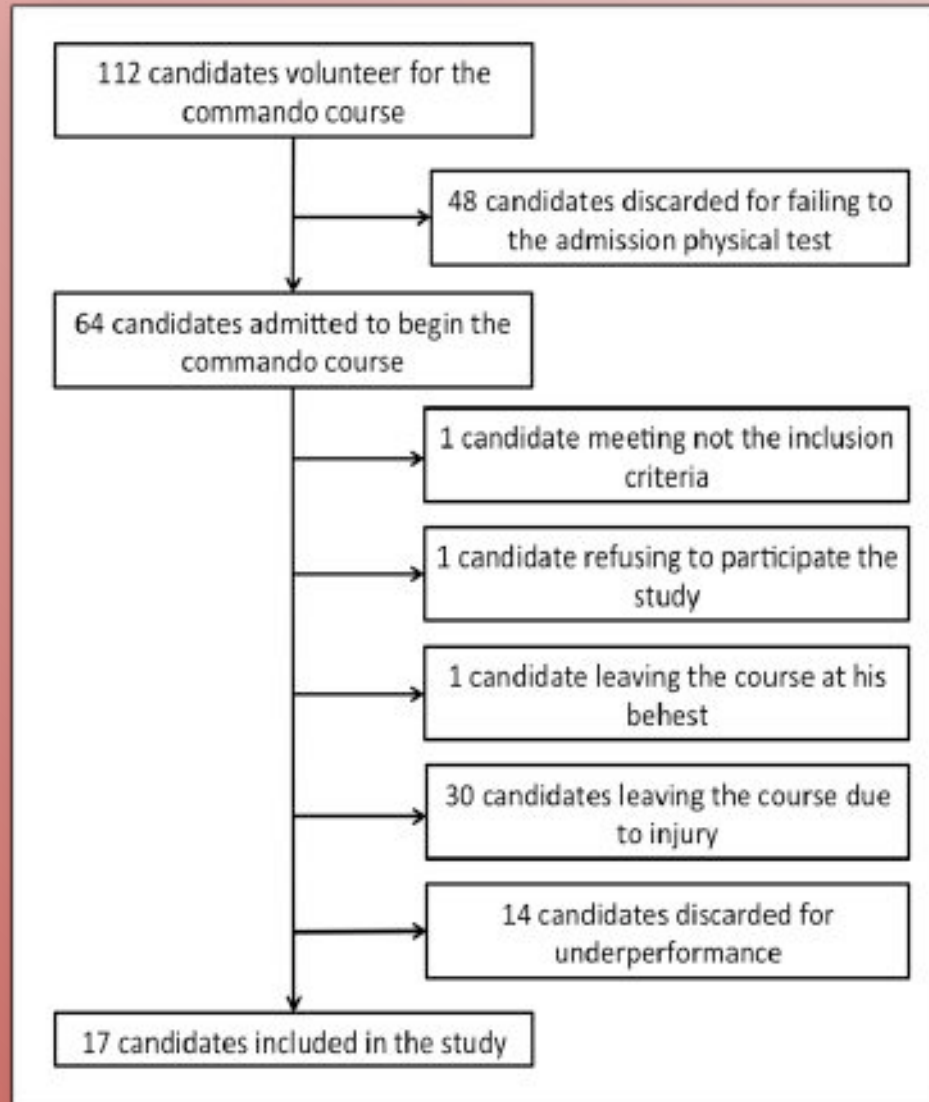 112 candidates volunteer for the
commando course
48 candidates discarded for failing to
the admission physical test
64 candidates admitted to begin the
commando course
1 candidate meeting not the inclusion
criteria
1 candidate refusing to participate the
study
1 candidate leaving the course at his
behest
30 candidates leaving the course due
to injury
14 candidates discarded for
underperformance
17 candidates included in the study